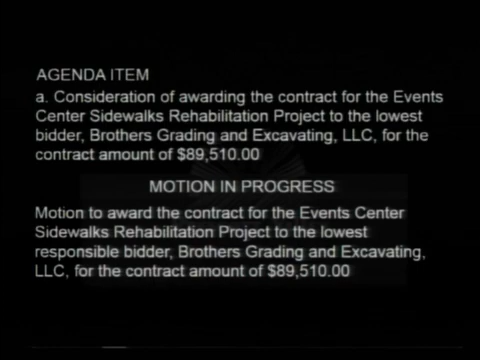 AGENDA ITEM
a. Consideration of awarding the contract for the Events
Center Sidewalks Rehabilitation Project to the lowest
bidder, Brothers Grading and Excavating, LLC, for the
contract amount of $89,510.00
MOTION IN PROGRESS
Motion to award the contract for the Events Center
Sidewalks Rehabilitation Project to the lowest
responsible bidder, Brothers Grading and Excavating,
LLC, for the contract amount of $89,510.00